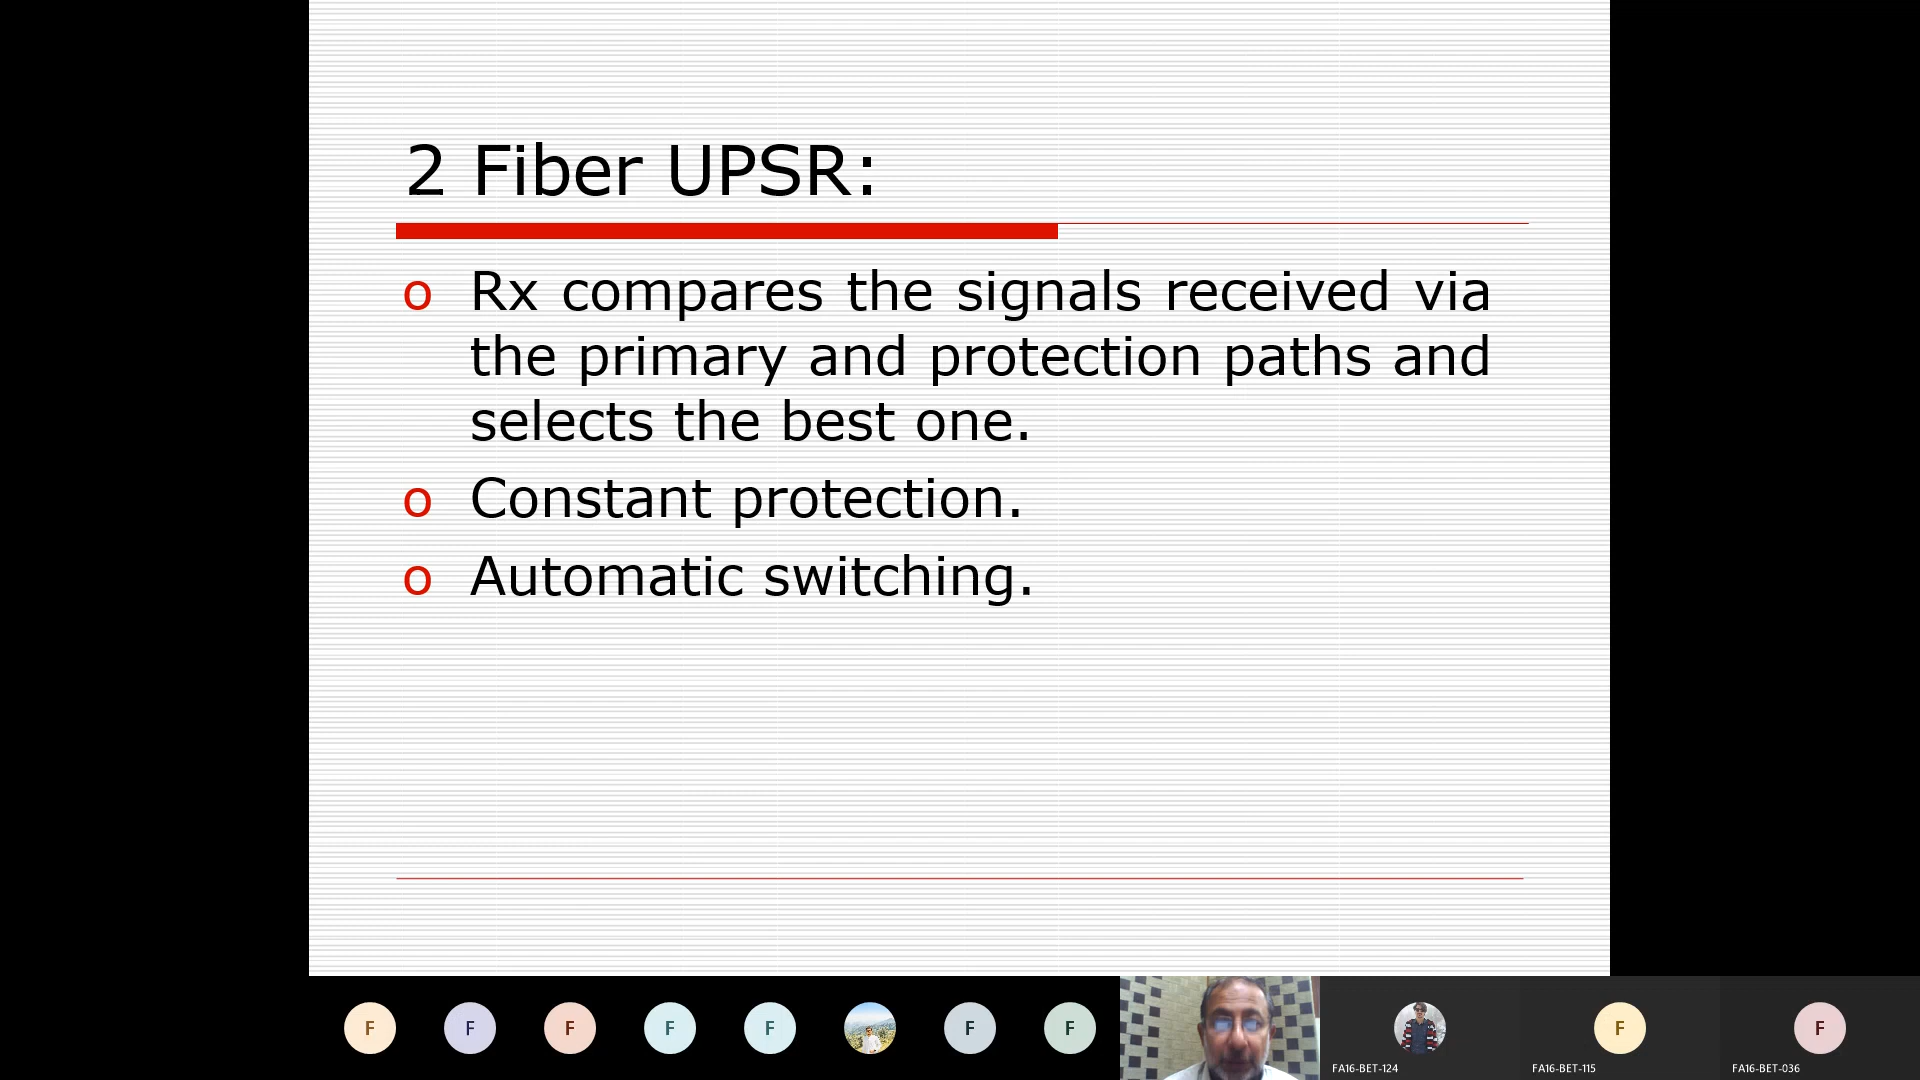 2 Fiber UPSR:
o Rx compares the signals received via
the primary and protection paths and
selects the best one.
o Constant protection.
o Automatic switching.
F F F F F F F F F
FA16-BET-124 FA16-BET-115 FA16-BET-036